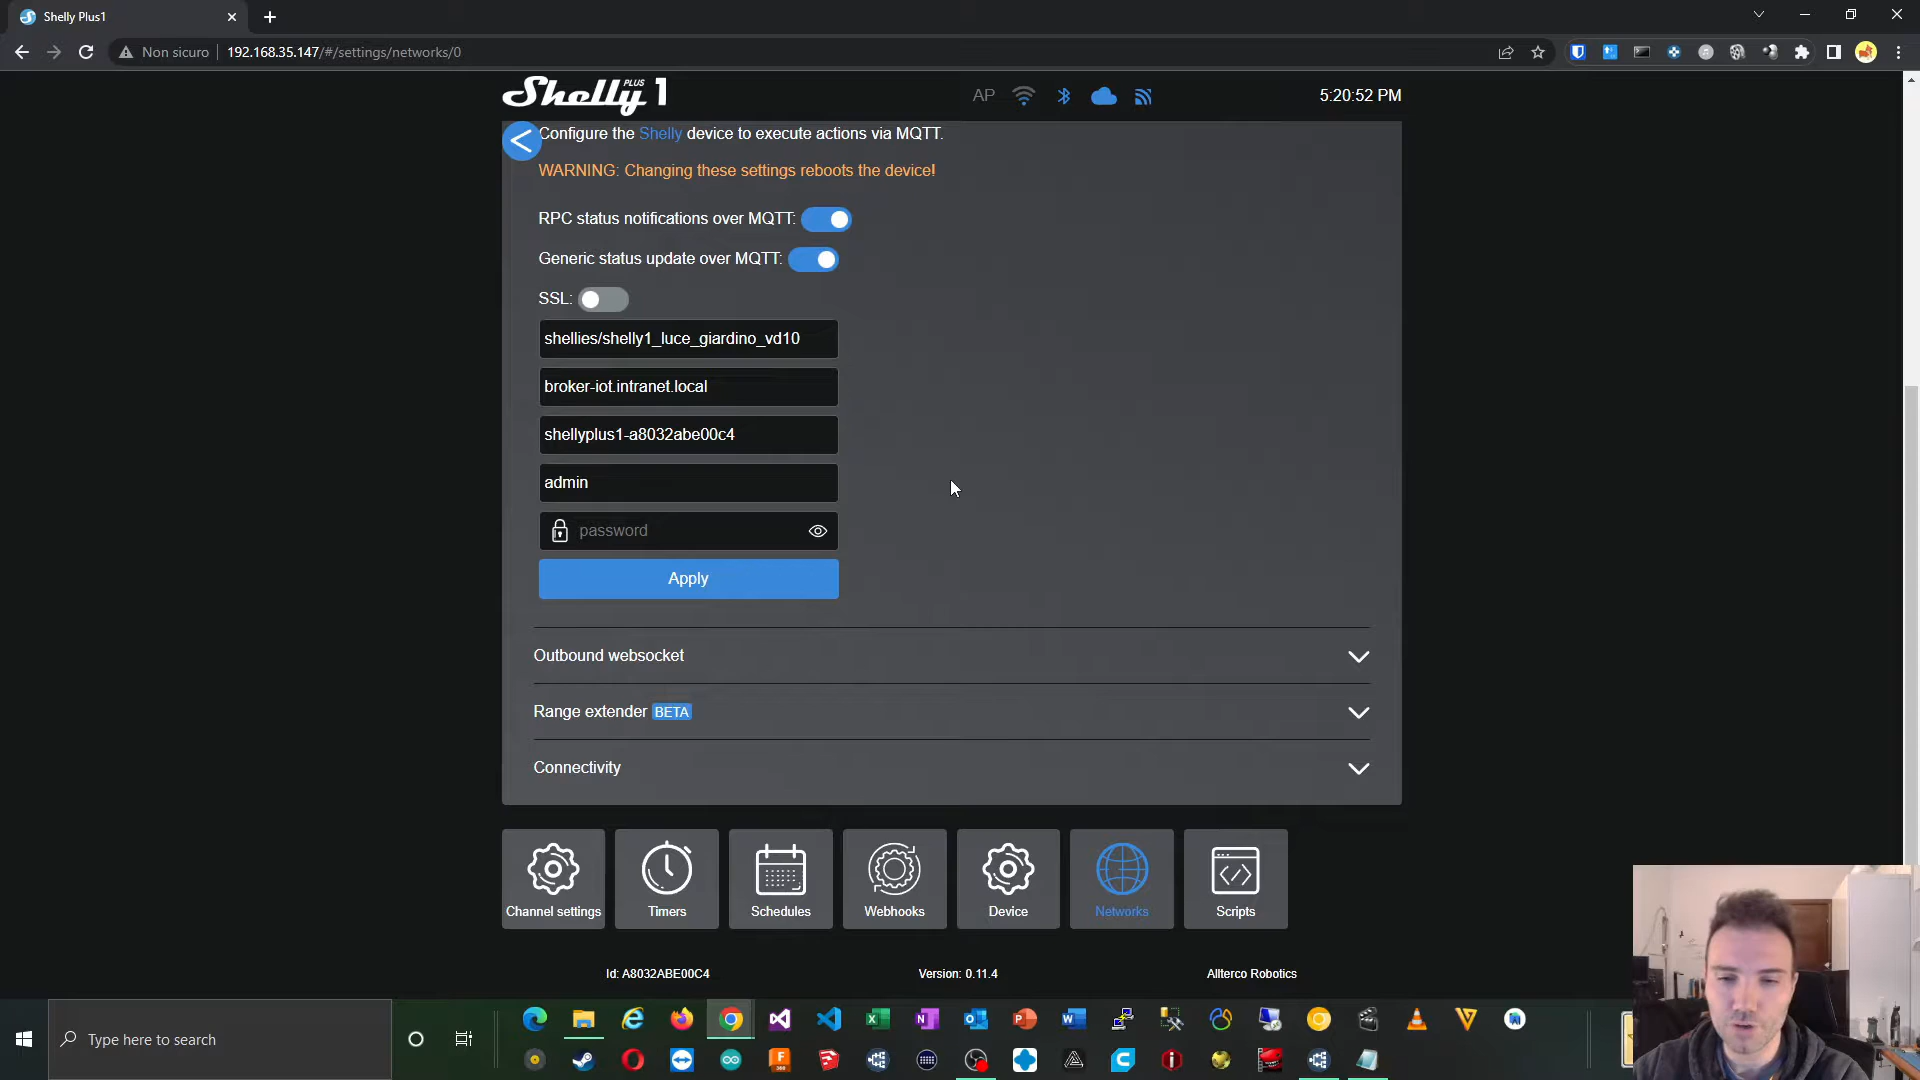 Shelly Plus1
Non sicuro
192.168.35.147/#/settings/networks/0
Shelly PLUS 1
AP
5:20:52 PM
Configure the Shelly device to execute actions via MQTT.
WARNING: Changing these settings reboots the device!
RPC status notifications over MQTT:
Generic status update over MQTT:
SSL:
shellies/shelly1_luce_giardino_vd10
broker-iot.intranet.local
shellyplus1-a8032abe00c4
admin
password
Apply
Outbound websocket
Range extender BETA
Connectivity
Channel settings
Timers
Schedules
Webhooks
Device
Networks
Scripts
Id: A8032ABE00C4
Version: 0.11.4
Allterco Robotics
Type here to search